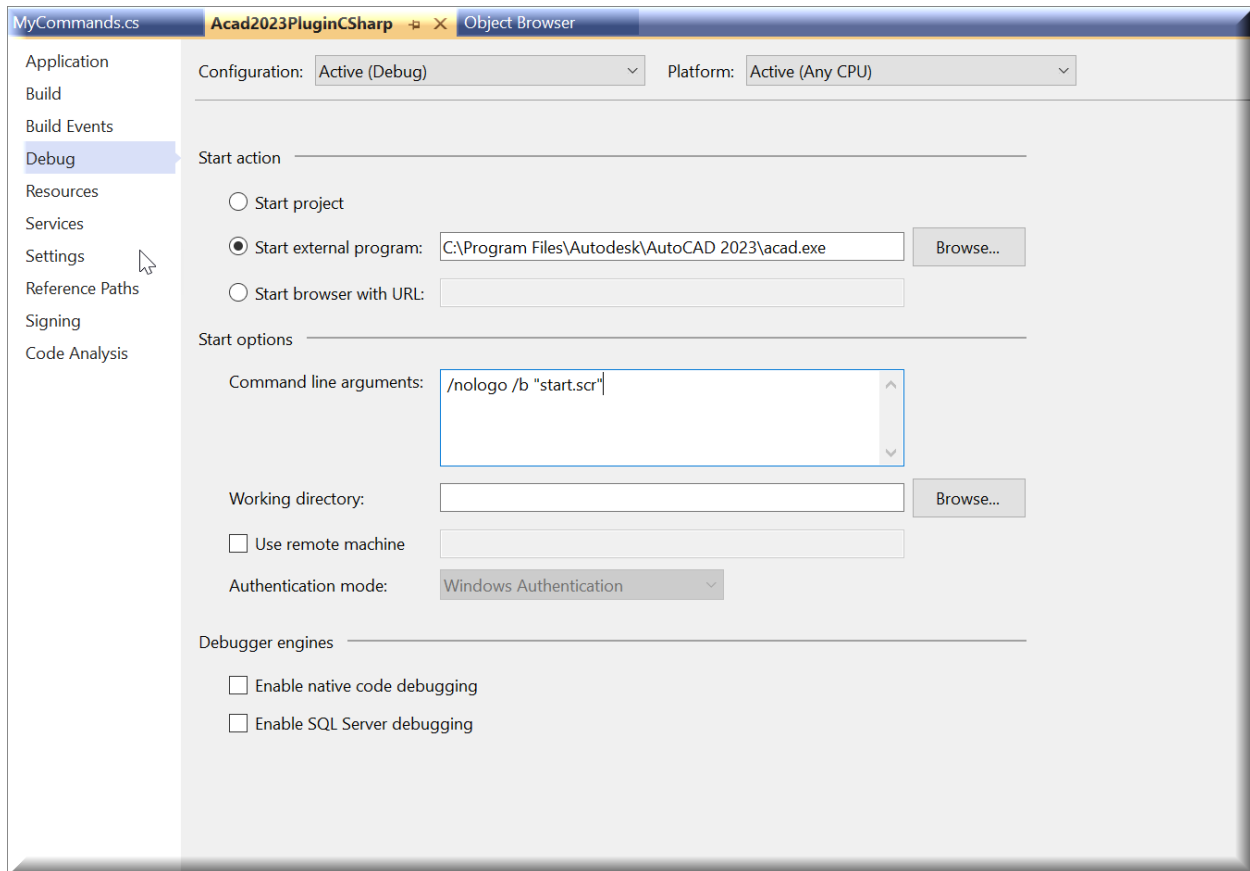 MyCommands.cs Acad2023PluginCSharp Object Browser
Application
Build
Build Events
Debug
Resources
Services
Settings
Reference Paths
Signing
Code Analysis
Configuration: Active (Debug) Platform: Active (Any CPU)
Start action
Start project
Start external program: C:\Program Files\Autodesk\AutoCAD 2023\acad.exe Browse...
Start browser with URL:
Start options
Command line arguments: /nologo /b "start.scr"
Working directory: Browse...
Use remote machine
Authentication mode: Windows Authentication
Debugger engines
Enable native code debugging
Enable SQL Server debugging